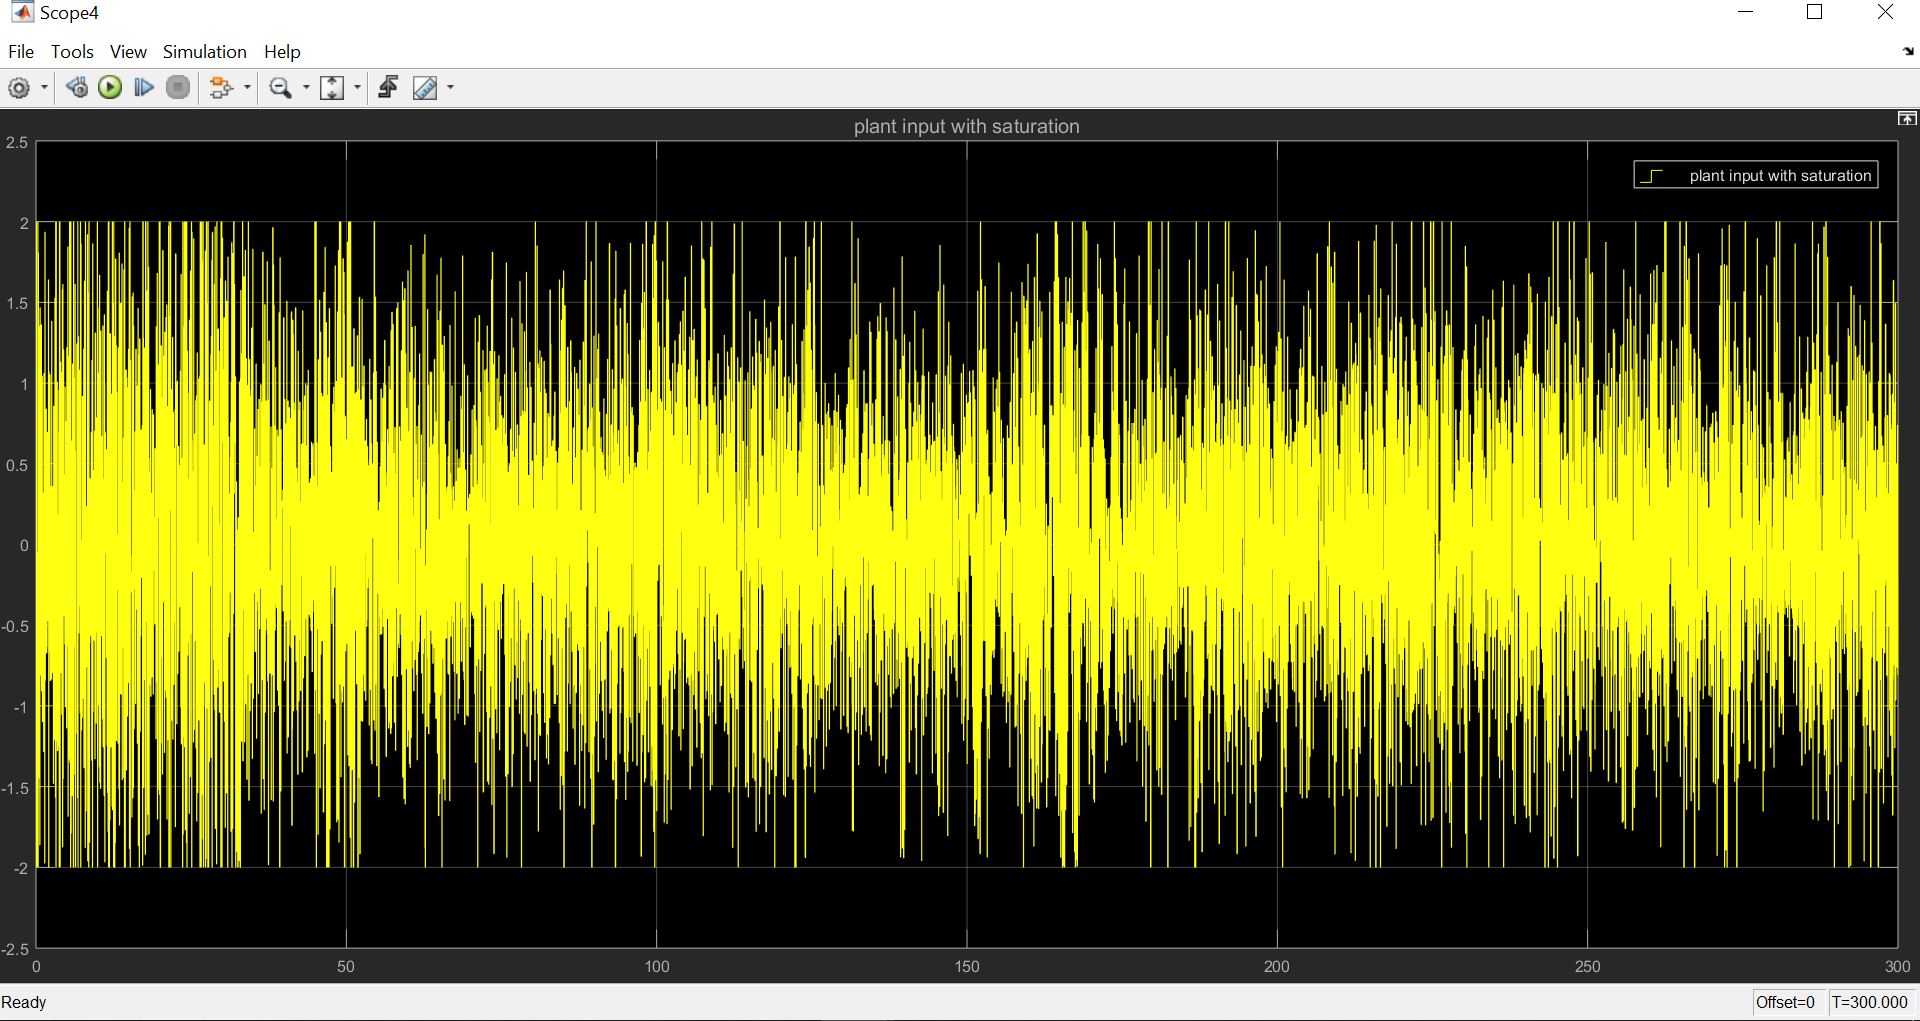 Scope4
File Tools View Simulation Help
plant input with saturation
plant input with saturation
2.5
2
1.5
1
0.5
0
-0.5
-1
-1.5
-2
-2.5
0 50 100 150 200 250 300
Ready Offset=0 T=300.000